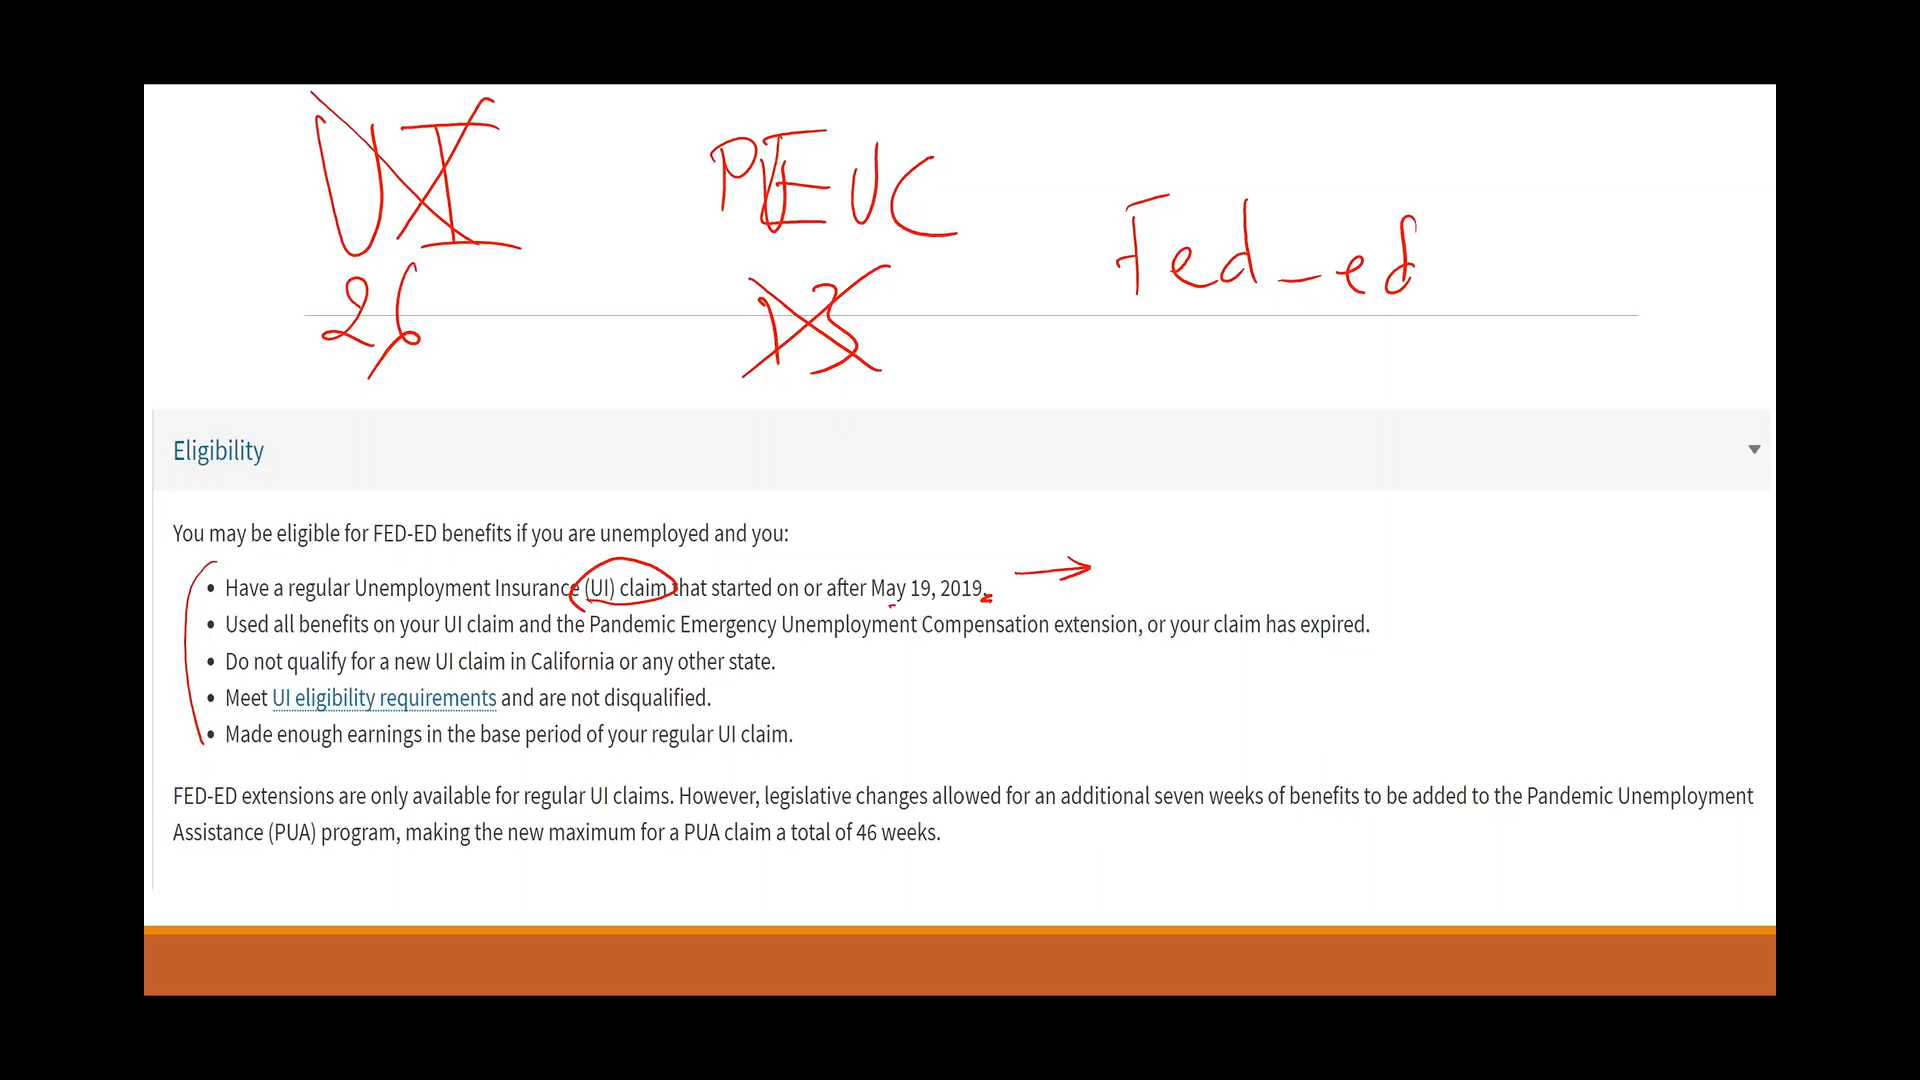 UI PEUC Fed-ed
26 13
Eligibility
You may be eligible for FED-ED benefits if you are unemployed and you:
• Have a regular Unemployment Insurance (UI) claim that started on or after May 19, 2019.
• Used all benefits on your UI claim and the Pandemic Emergency Unemployment Compensation extension, or your claim has expired.
• Do not qualify for a new UI claim in California or any other state.
• Meet UI eligibility requirements and are not disqualified.
• Made enough earnings in the base period of your regular UI claim.
FED-ED extensions are only available for regular UI claims. However, legislative changes allowed for an additional seven weeks of benefits to be added to the Pandemic Unemployment
Assistance (PUA) program, making the new maximum for a PUA claim a total of 46 weeks.